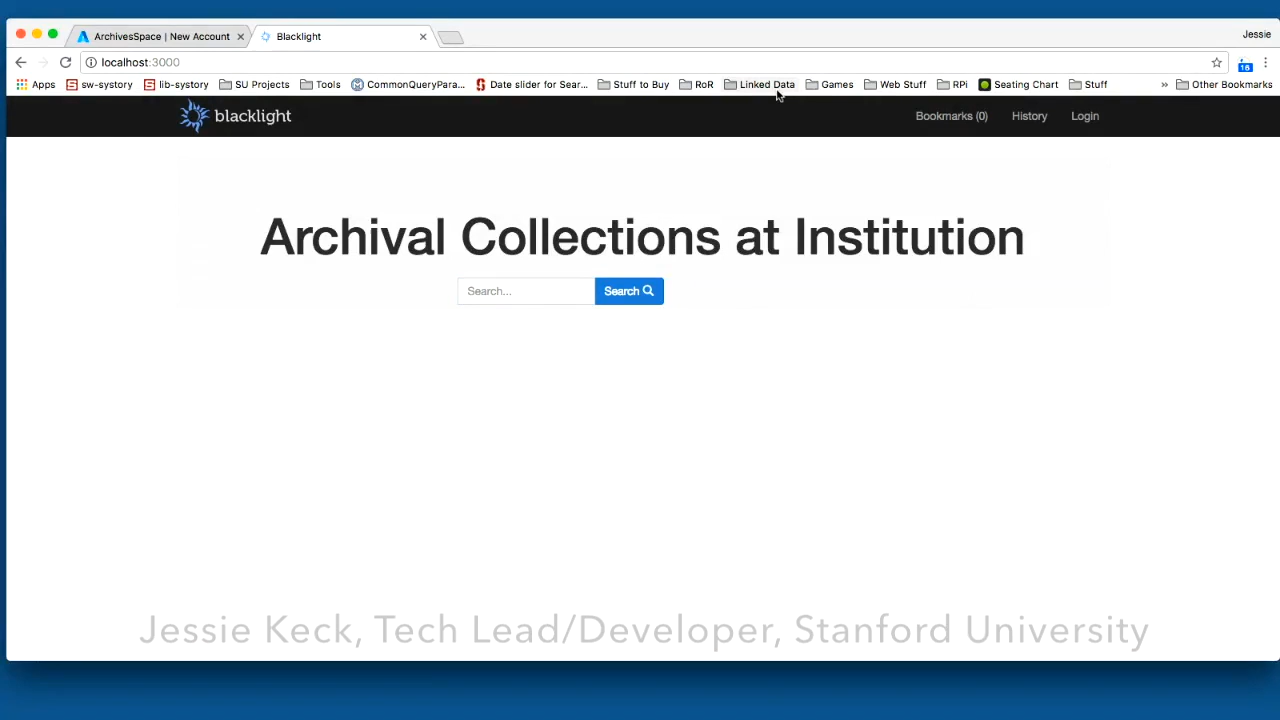 ArchivesSpace | New Account
Blacklight
Jessie
localhost:3000
16
Apps
sw-systory
lib-systory
SU Projects
Tools
CommonQueryPara...
Date slider for Sear...
Stuff to Buy
RoR
Linked Data
Games
Web Stuff
RPi
Seating Chart
Stuff
»
Other Bookmarks
blacklight
Bookmarks (0)
History
Login
Archival Collections at Institution
Search...
Search
Jessie Keck, Tech Lead/Developer, Stanford University